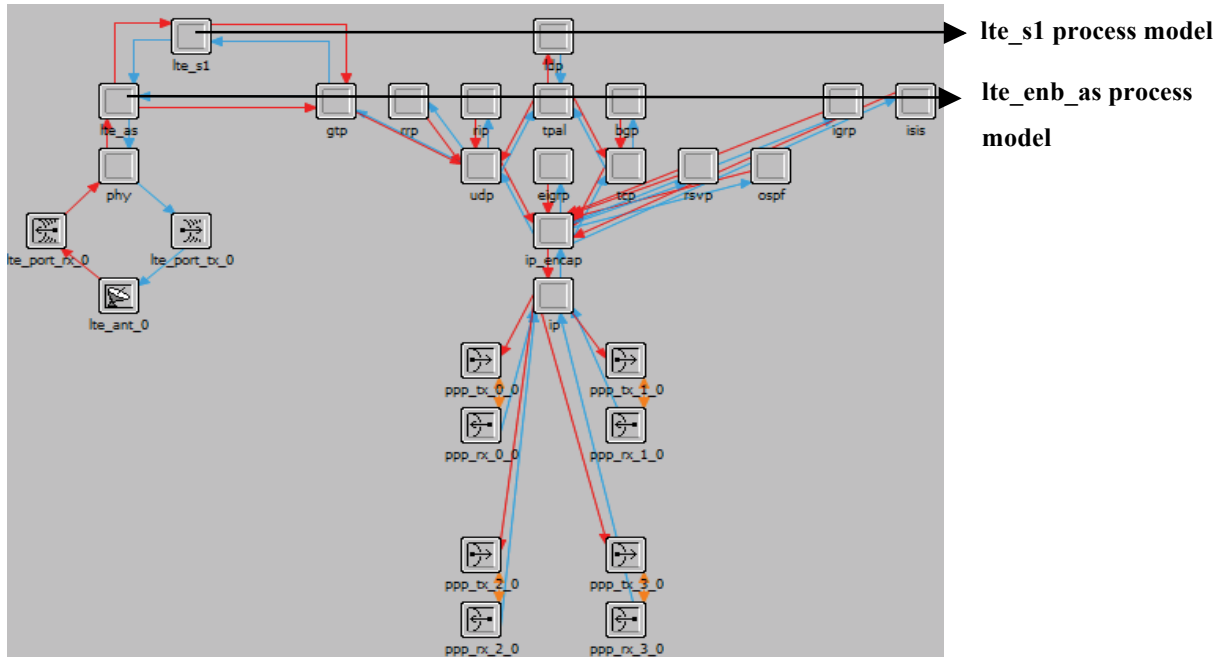 lte_s1 process model
lte_s1
lte_enb_as process
model
lte_as
gtp
rrp
rip
tpal
bgp
igrp
isis
phy
udp
eigrp
tcp
rsvp
ospf
lte_port_rx_0
lte_port_tx_0
ip_encap
lte_ant_0
ip
ppp_tx_0_0
ppp_tx_1_0
ppp_rx_0_0
ppp_rx_1_0
ppp_tx_2_0
ppp_tx_3_0
ppp_rx_2_0
ppp_rx_3_0